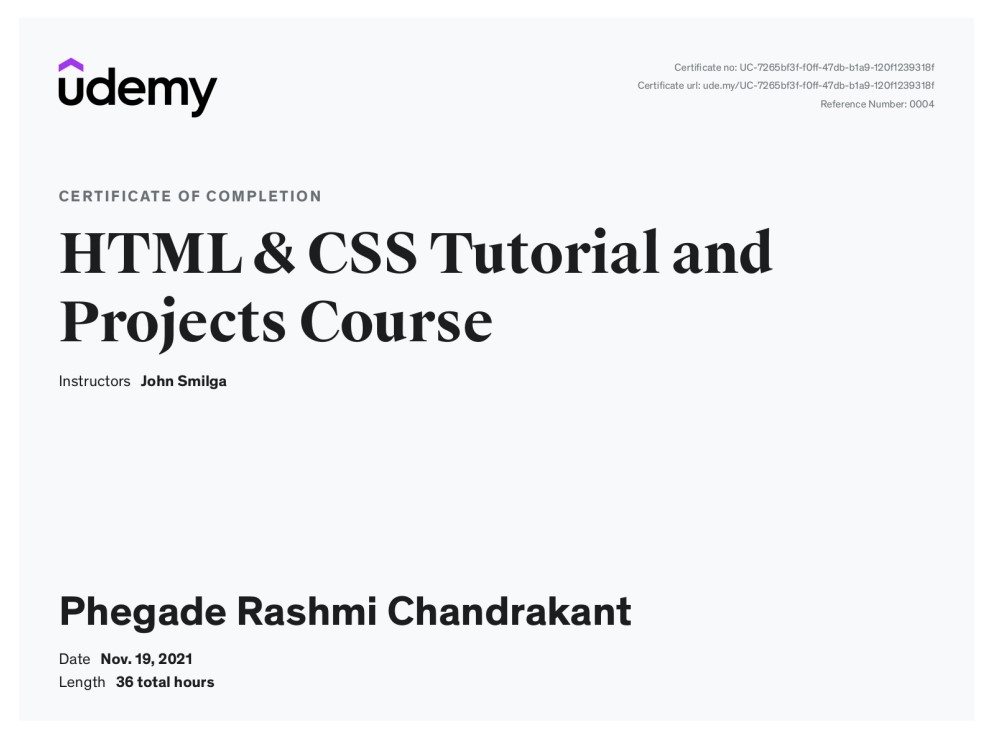 udemy
Certificate no: UC-7265bf3f-f0ff-47db-b1a9-120f1239318f
Certificate url: ude.my/UC-7265bf3f-f0ff-47db-b1a9-120f1239318f
Reference Number: 0004
CERTIFICATE OF COMPLETION
HTML & CSS Tutorial and
Projects Course
Instructors John Smilga
Phegade Rashmi Chandrakant
Date Nov. 19, 2021
Length 36 total hours